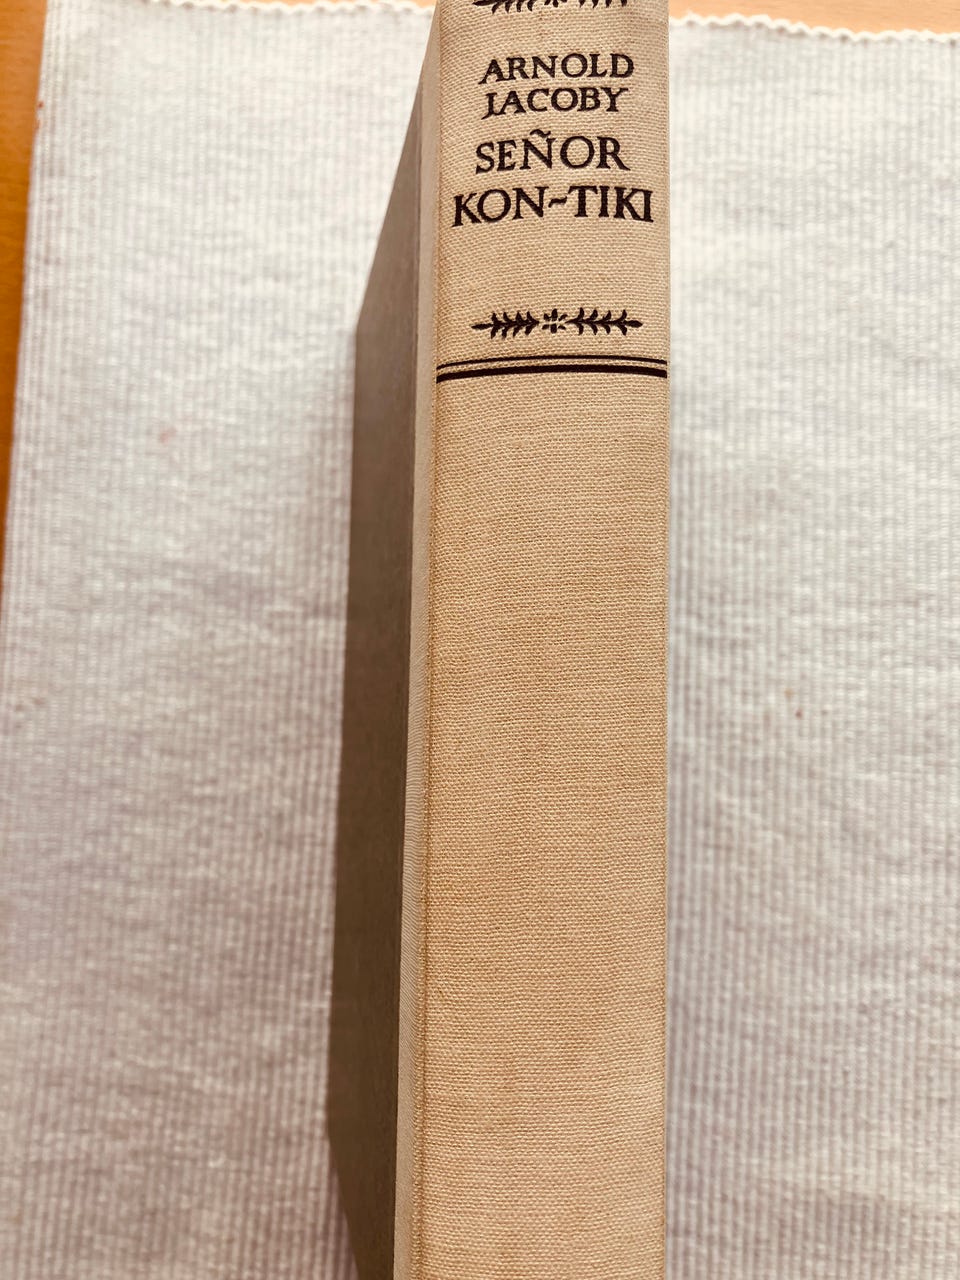 ARNOLD
JACOBY
SEÑOR
KON-TIKI